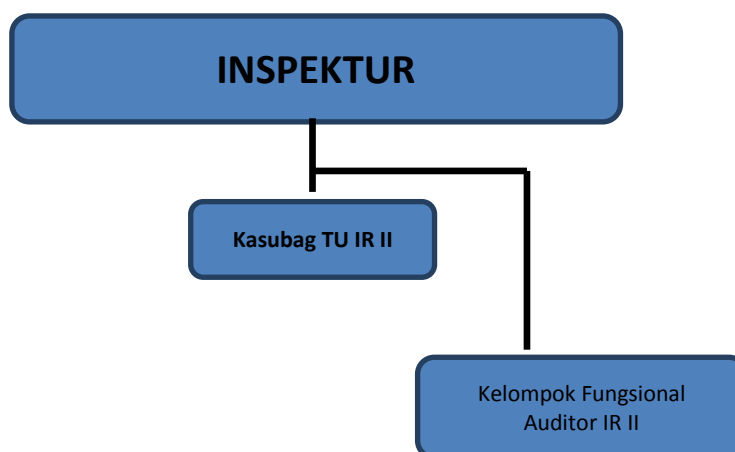 INSPEKTUR
Kasubag TU IR II
Kelompok Fungsional
Auditor IR II